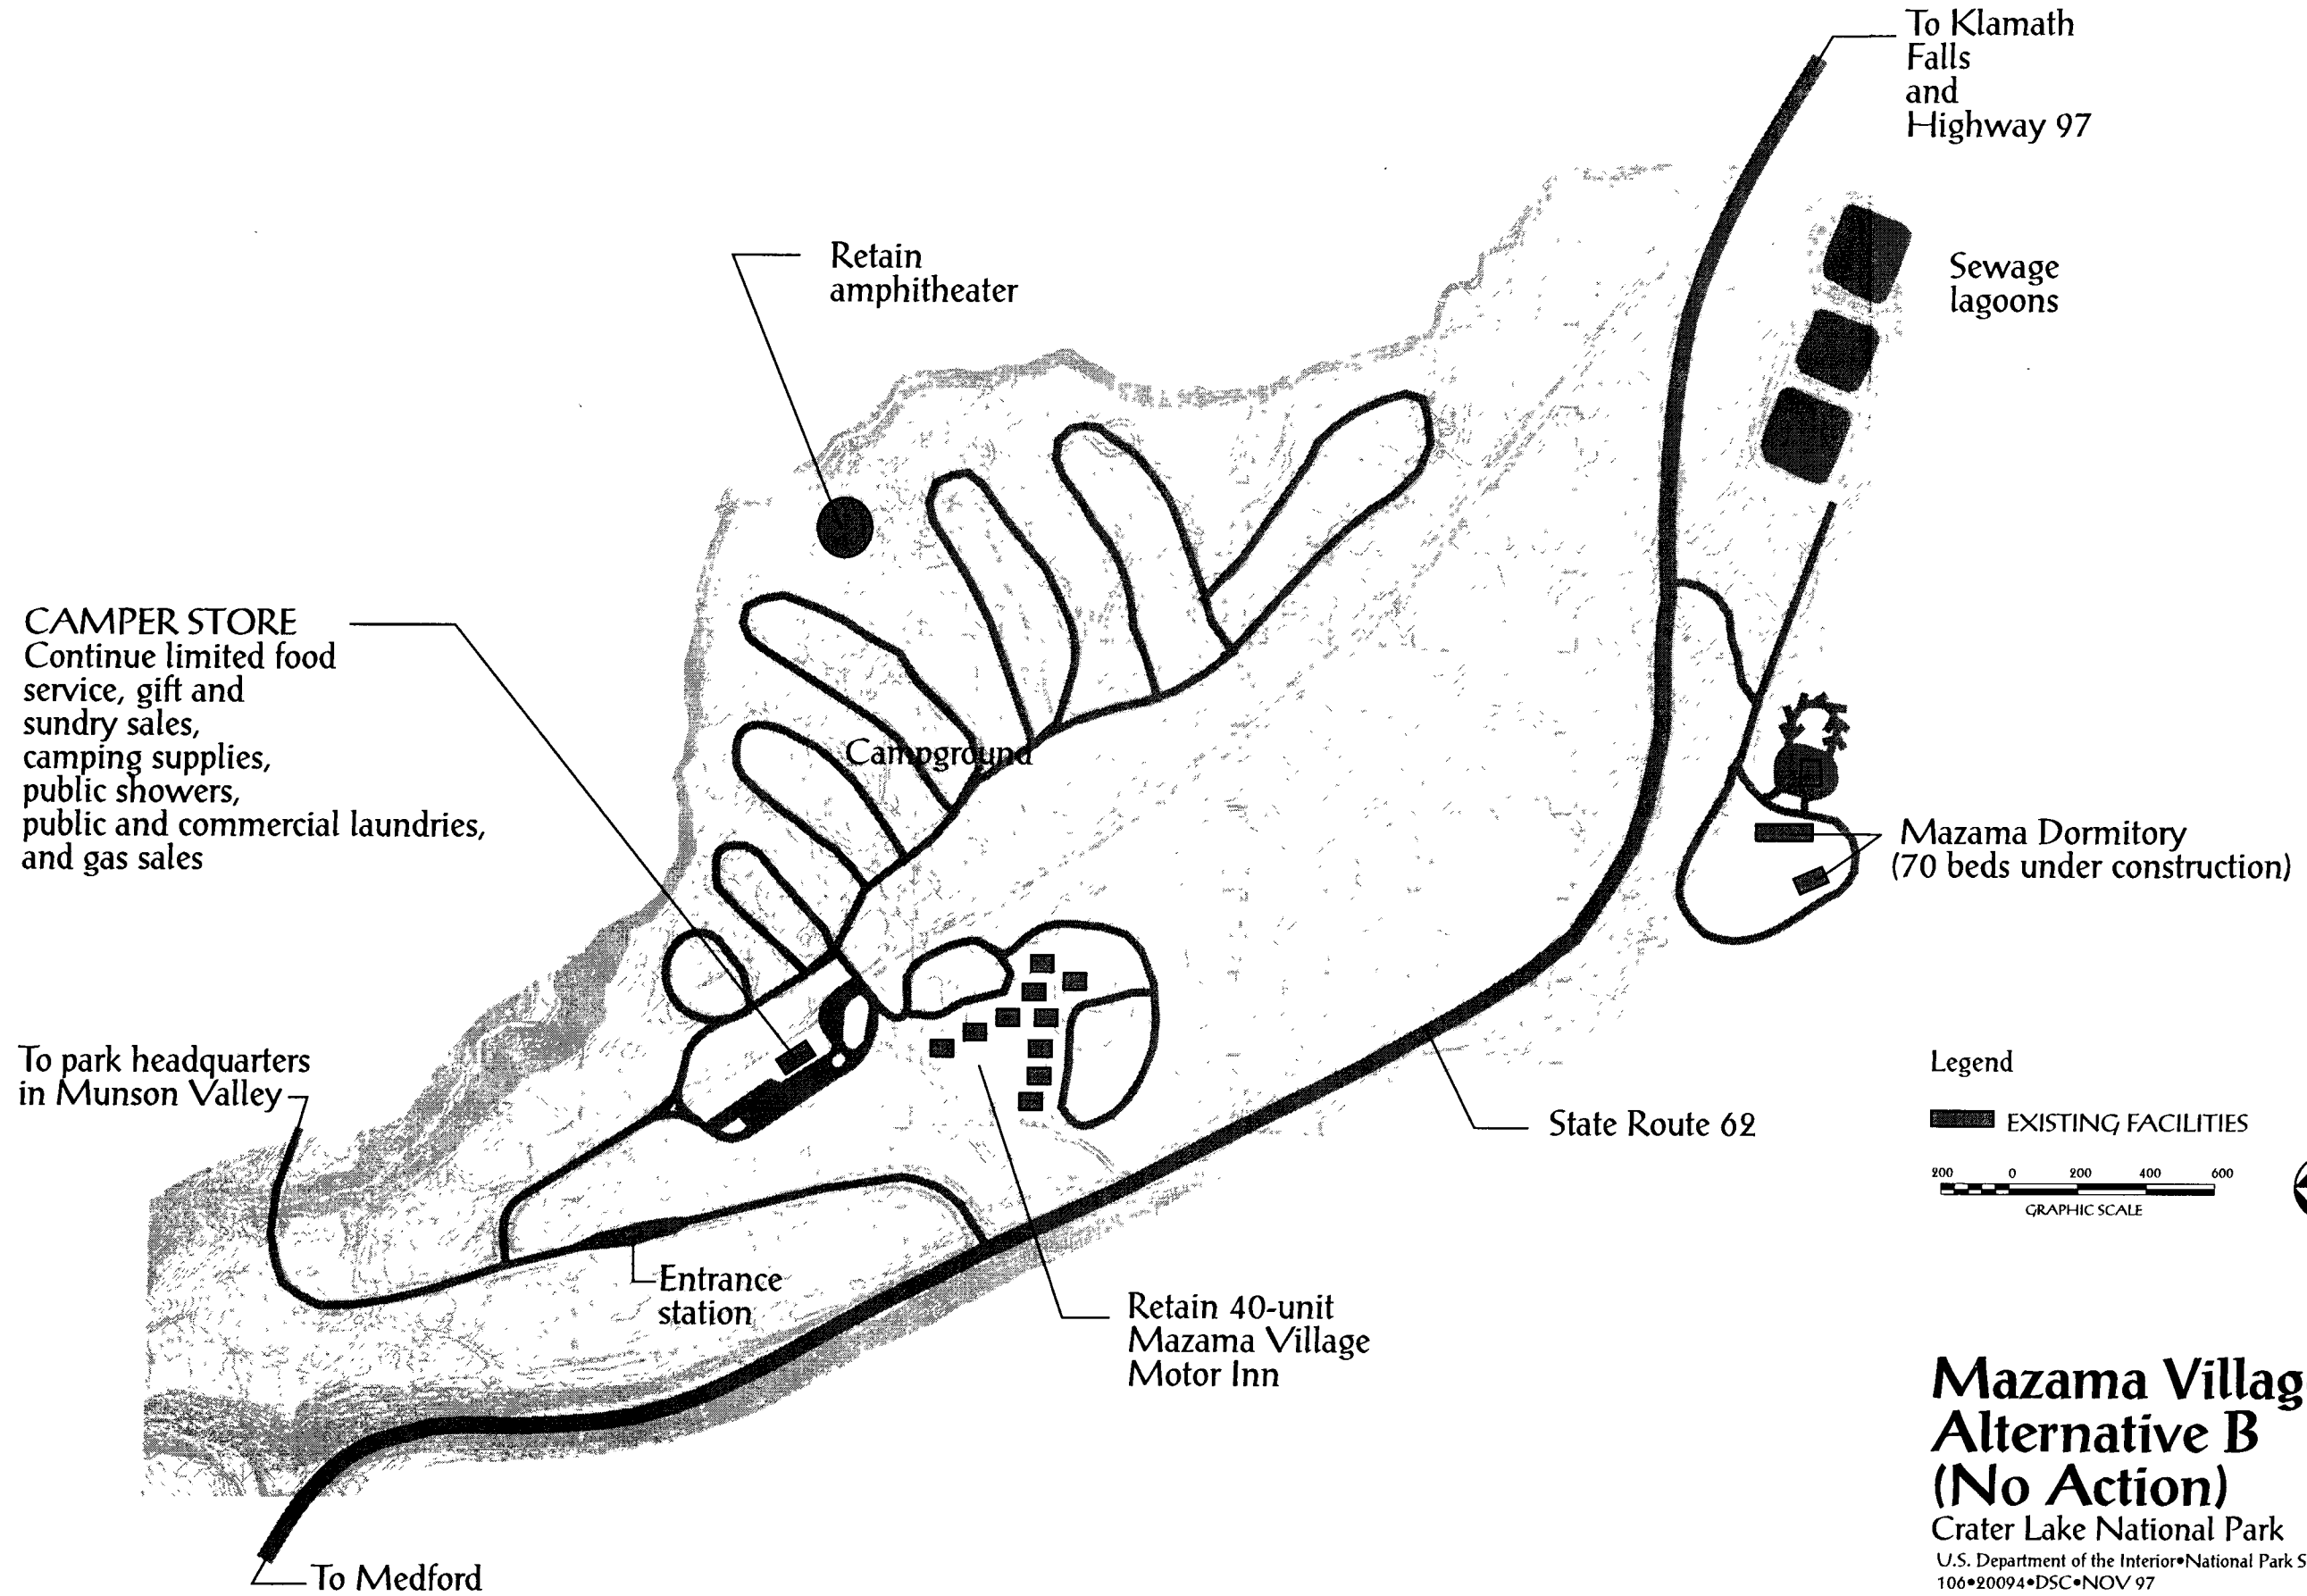 To Klamath
Falls
and
Highway 97
Retain
amphitheater
Sewage
lagoons
CAMPER STORE
Continue limited food
service, gift and
sundry sales,
camping supplies,
public showers,
public and commercial laundries,
and gas sales
Campground
Mazama Dormitory
(70 beds under construction)
To park headquarters
in Munson Valley
State Route 62
Legend
EXISTING FACILITIES
200 0 200 400 600
GRAPHIC SCALE
Entrance
station
Retain 40-unit
Mazama Village
Motor Inn
Mazama Villag
Alternative B
(No Action)
Crater Lake National Park
U.S. Department of the Interior•National Park S
106•20094•DSC•NOV 97
To Medford